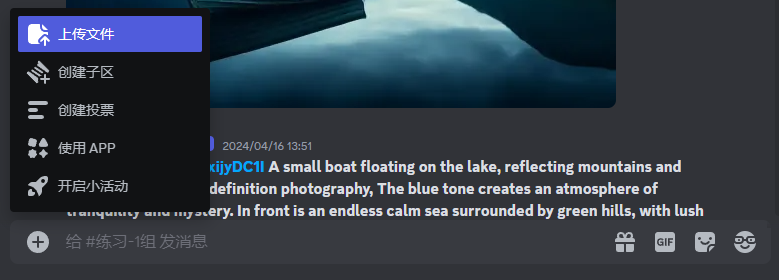 上传文件
创建子区
创建投票
使用 APP
开启小活动
2024/04/16 13:51
xijyDC1I A small boat floating on the lake, reflecting mountains and
definition photography, The blue tone creates an atmosphere of
tranquility and mystery. In front is an endless calm sea surrounded by green hills, with lush
给 #练习-1组 发消息
GIF